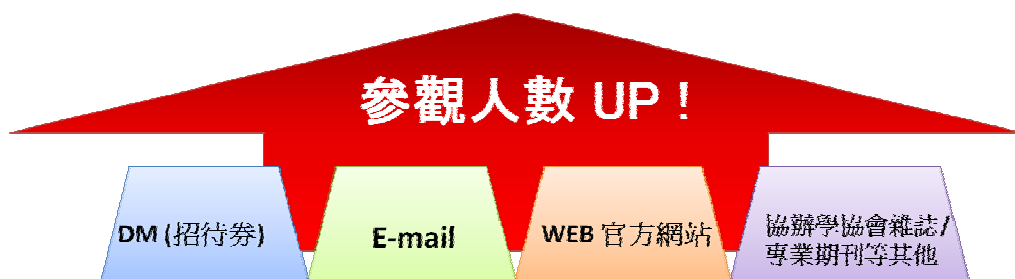 參觀人數 UP！
DM (招待券)
E-mail
WEB 官方網站
協辦學協會雜誌/
專業期刊等其他